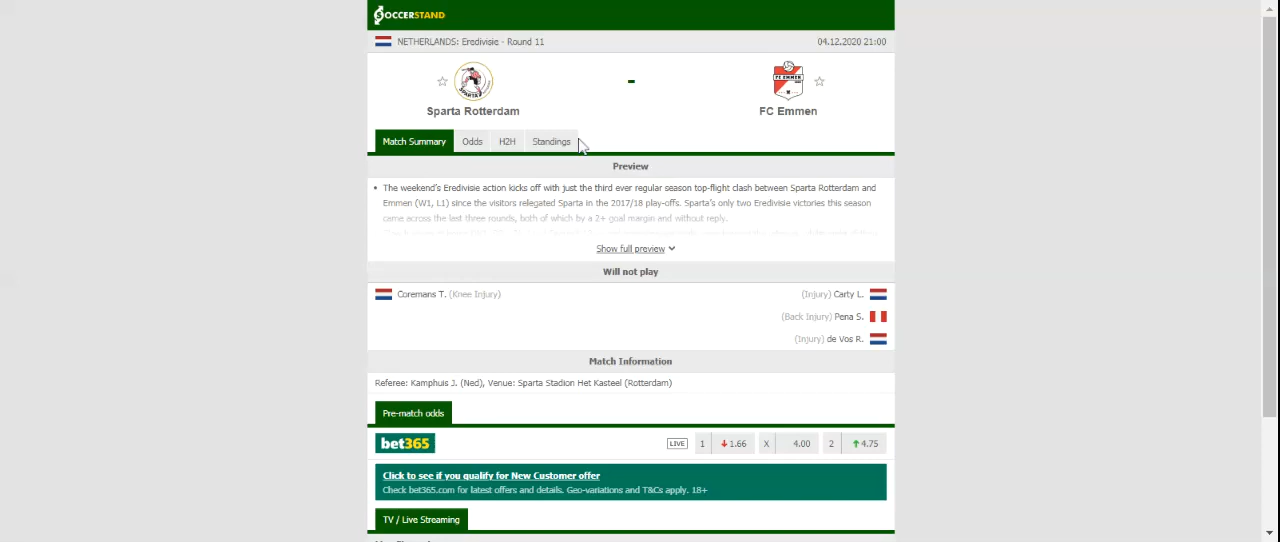 SOCCERSTAND
NETHERLANDS: Eredivisie - Round 11 04.12.2020 21:00
FC EMMEN
SPARTA
-
Sparta Rotterdam FC Emmen
Match Summary Odds H2H Standings
Preview
• The weekend's Eredivisie action kicks off with just the third ever regular season top-flight clash between Sparta Rotterdam and
Emmen (W1, L1) since the visitors relegated Sparta in the 2017/18 play-offs. Sparta's only two Eredivisie victories this season
came across the last three rounds, both of which by a 2+ goal margin and without reply.
Show full preview
Will not play
Coremans T. (Knee Injury) (Injury) Carty L.
(Back Injury) Pena S.
(Injury) de Vos R.
Match Information
Referee: Kamphuis J. (Ned), Venue: Sparta Stadion Het Kasteel (Rotterdam)
Pre-match odds
bet365 LIVE 1 1.66 X 4.00 2 4.75
Click to see if you qualify for New Customer offer
Check bet365.com for latest offers and details. Geo-variations and T&Cs apply. 18+
TV / Live Streaming